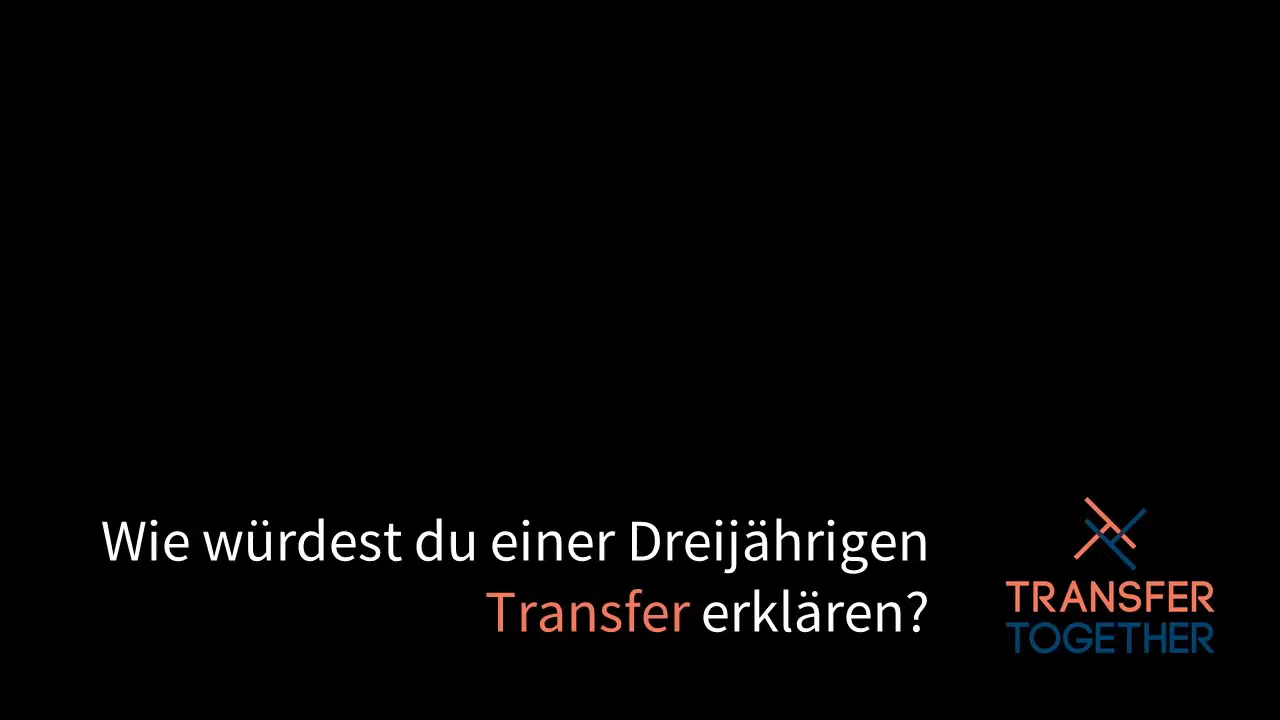 Wie würdest du einer Dreijährigen
Transfer erklären?
TRANSFER
TOGETHER